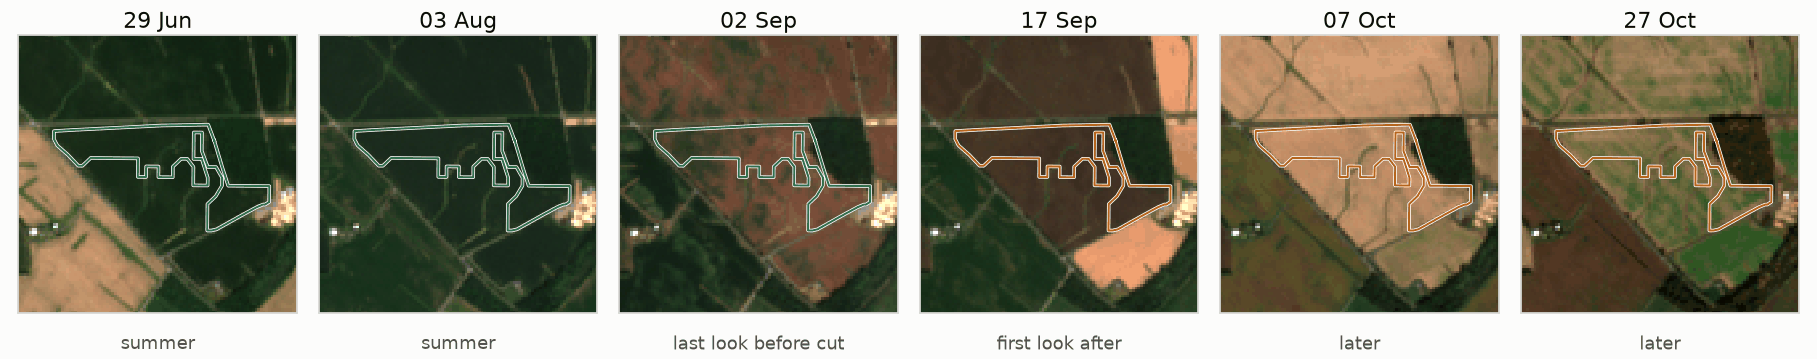 29 Jun
03 Aug
02 Sep
17 Sep
07 Oct
27 Oct
summer
summer
last look before cut
first look after
later
later